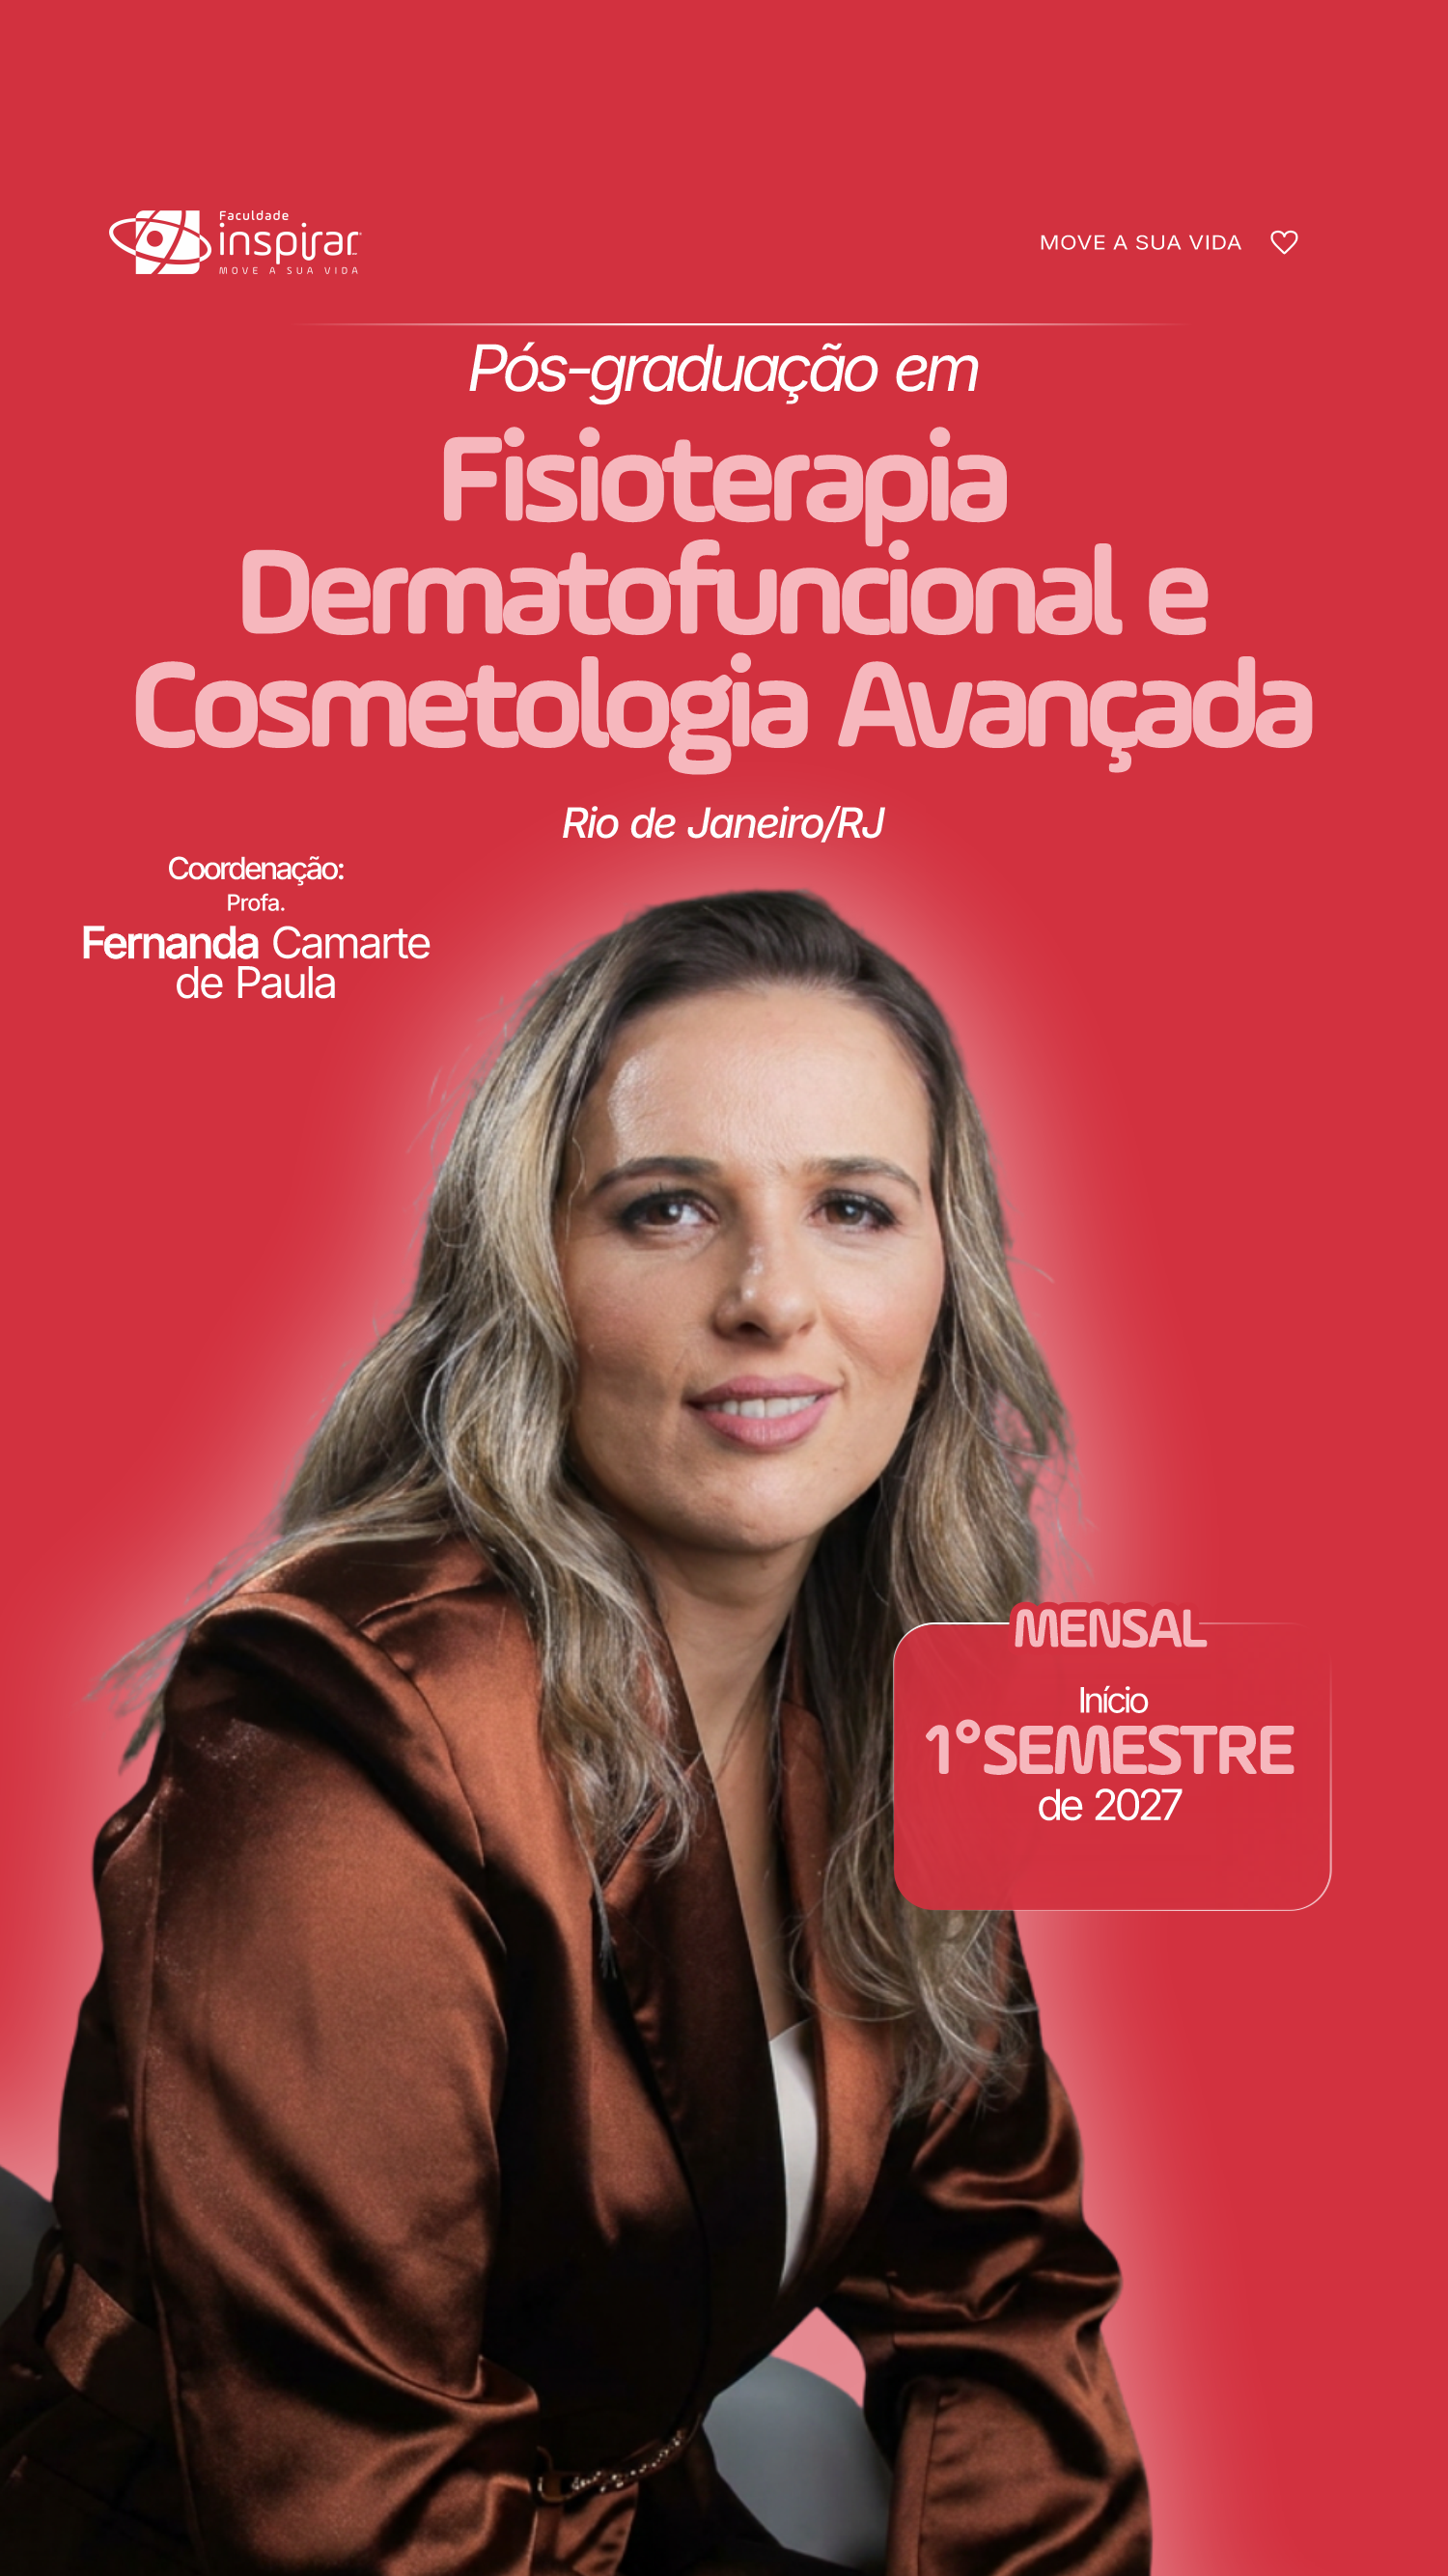 Faculdade
inspirar
MOVE A SUA VIDA
MOVE A SUA VIDA
Pós-graduação em
Fisioterapia
Dermatofuncional e
Cosmetologia Avançada
Rio de Janeiro/RJ
Coordenação:
Profa.
Fernanda Camarte
de Paula
MENSAL
Início
1°SEMESTRE
de 2027